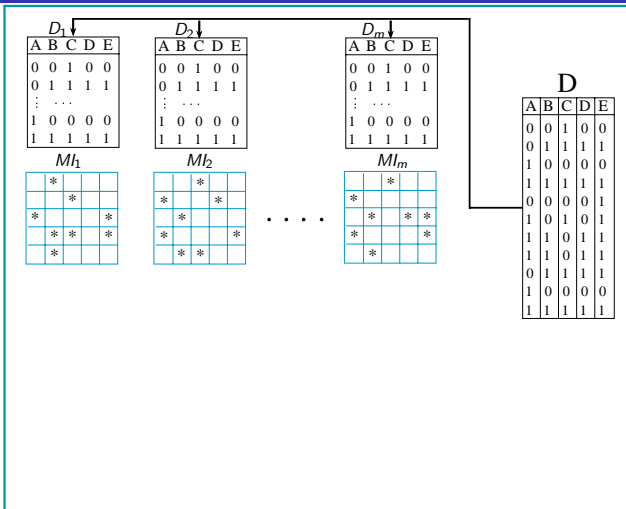 D₁
A B C D E
0 0 1 0 0
0 1 1 1 1
⋮ ...
1 0 0 0 0
1 1 1 1 1
MI₁
*
*
* *
* * *
*
D₂
A B C D E
0 0 1 0 0
0 1 1 1 1
⋮ ...
1 0 0 0 0
1 1 1 1 1
MI₂
*
* *
*
* *
* *
. . . .
Dₘ
A B C D E
0 0 1 0 0
0 1 1 1 1
⋮ ...
1 0 0 0 0
1 1 1 1 1
MIₘ
*
*
* * *
* *
*
D
A B C D E
0 0 1 0 0
0 1 1 1 1
1 0 0 0 0
1 1 1 1 1
0 0 0 0 1
1 0 1 0 0
1 1 0 1 1
1 1 0 1 1
0 1 1 1 1
1 0 0 0 0
1 1 1 1 1